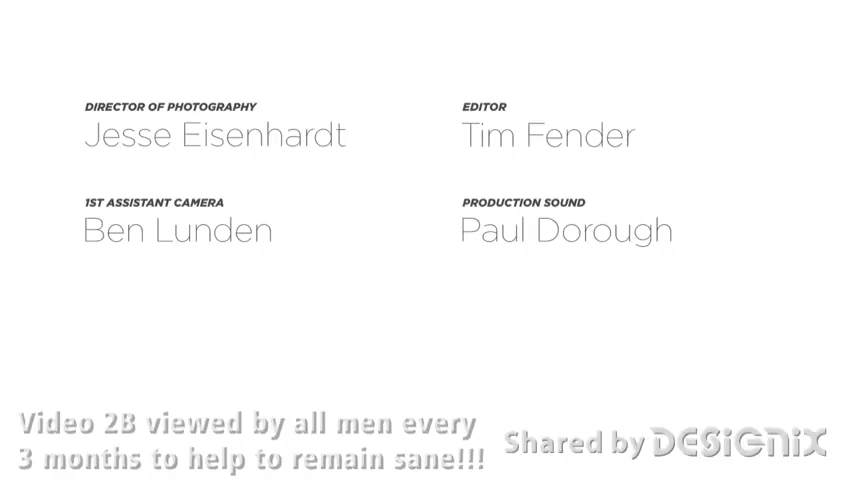 DIRECTOR OF PHOTOGRAPHY
Jesse Eisenhardt
EDITOR
Tim Fender
1ST ASSISTANT CAMERA
Ben Lunden
PRODUCTION SOUND
Paul Dorough
Video 2B viewed by all men every
3 months to help to remain sane!!!
Shared by DESiGNiX